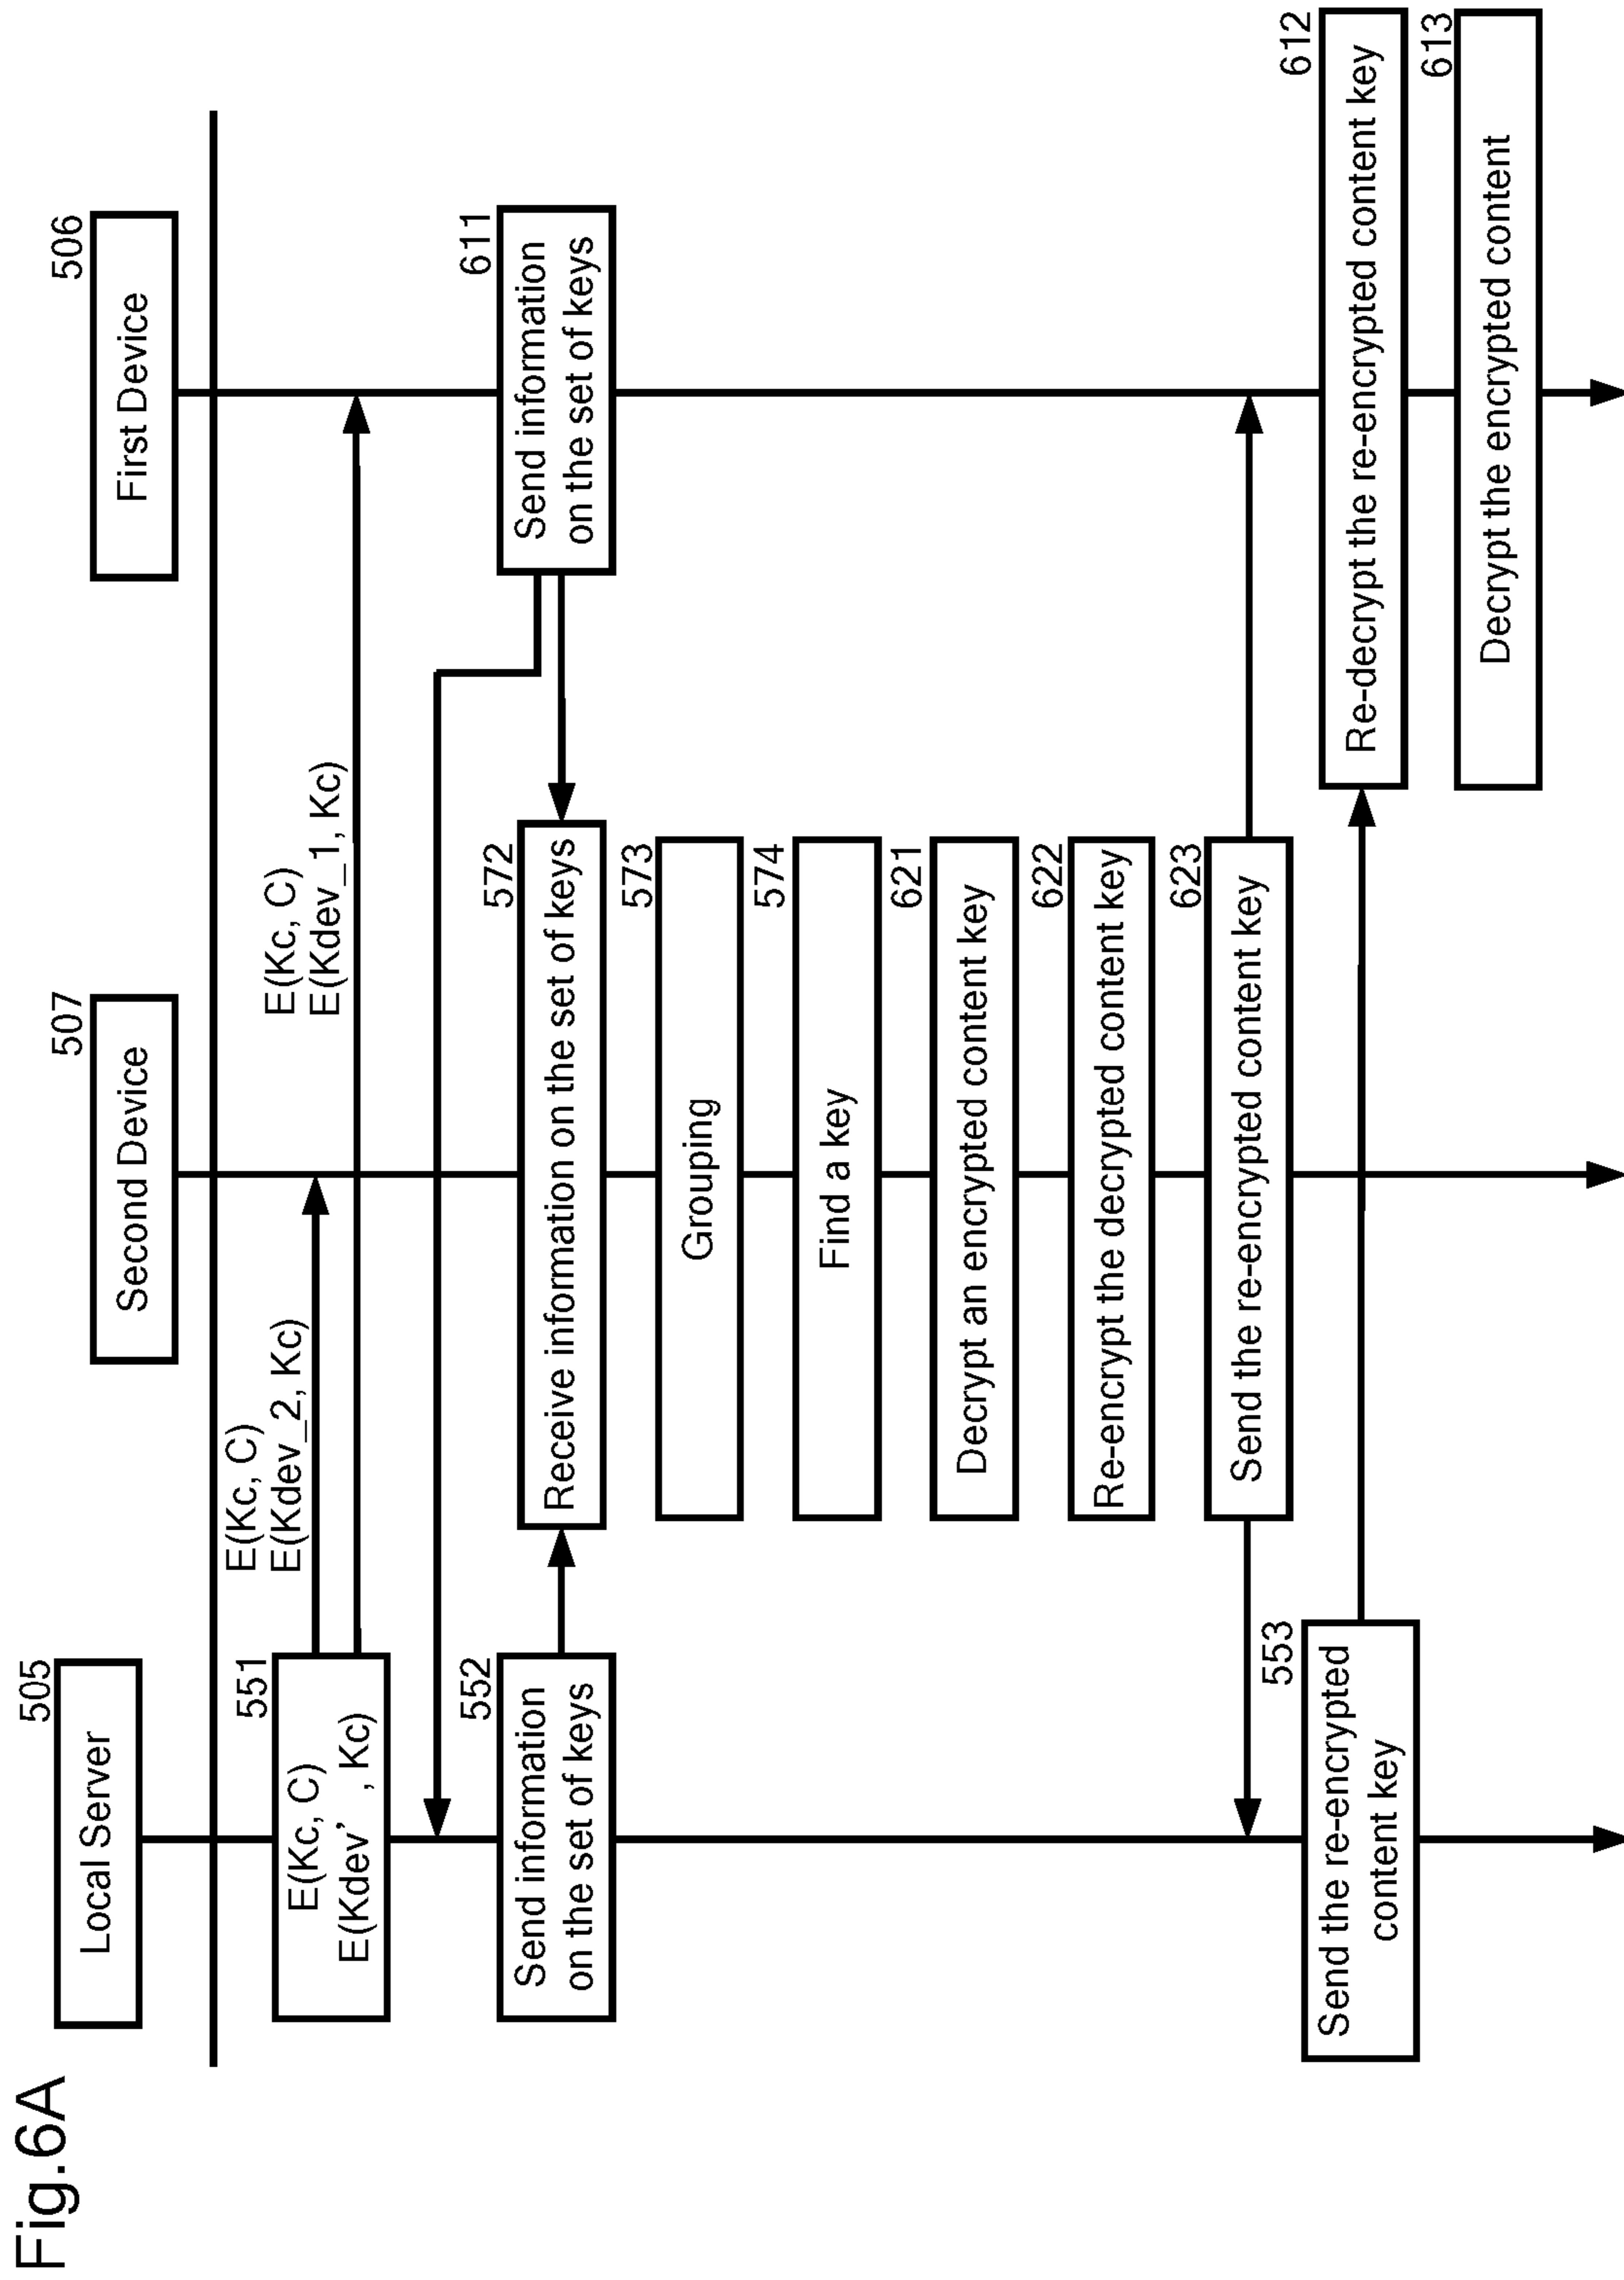 Fig.6A
505
Local Server
507
Second Device
506
First Device
E(Kc, C)
E(Kdev_2, Kc)
E(Kc, C)
E(Kdev_1, Kc)
551
E(Kc, C)
E(Kdev’, Kc)
552
Send information
on the set of keys
572
Receive information on the set of keys
611
Send information
on the set of keys
573
Grouping
574
Find a key
621
Decrypt an encrypted content key
622
Re-encrypt the decrypted content key
623
Send the re-encrypted content key
553
Send the re-encrypted
content key
612
Re-decrypt the re-encrypted content key
613
Decrypt the encrypted content